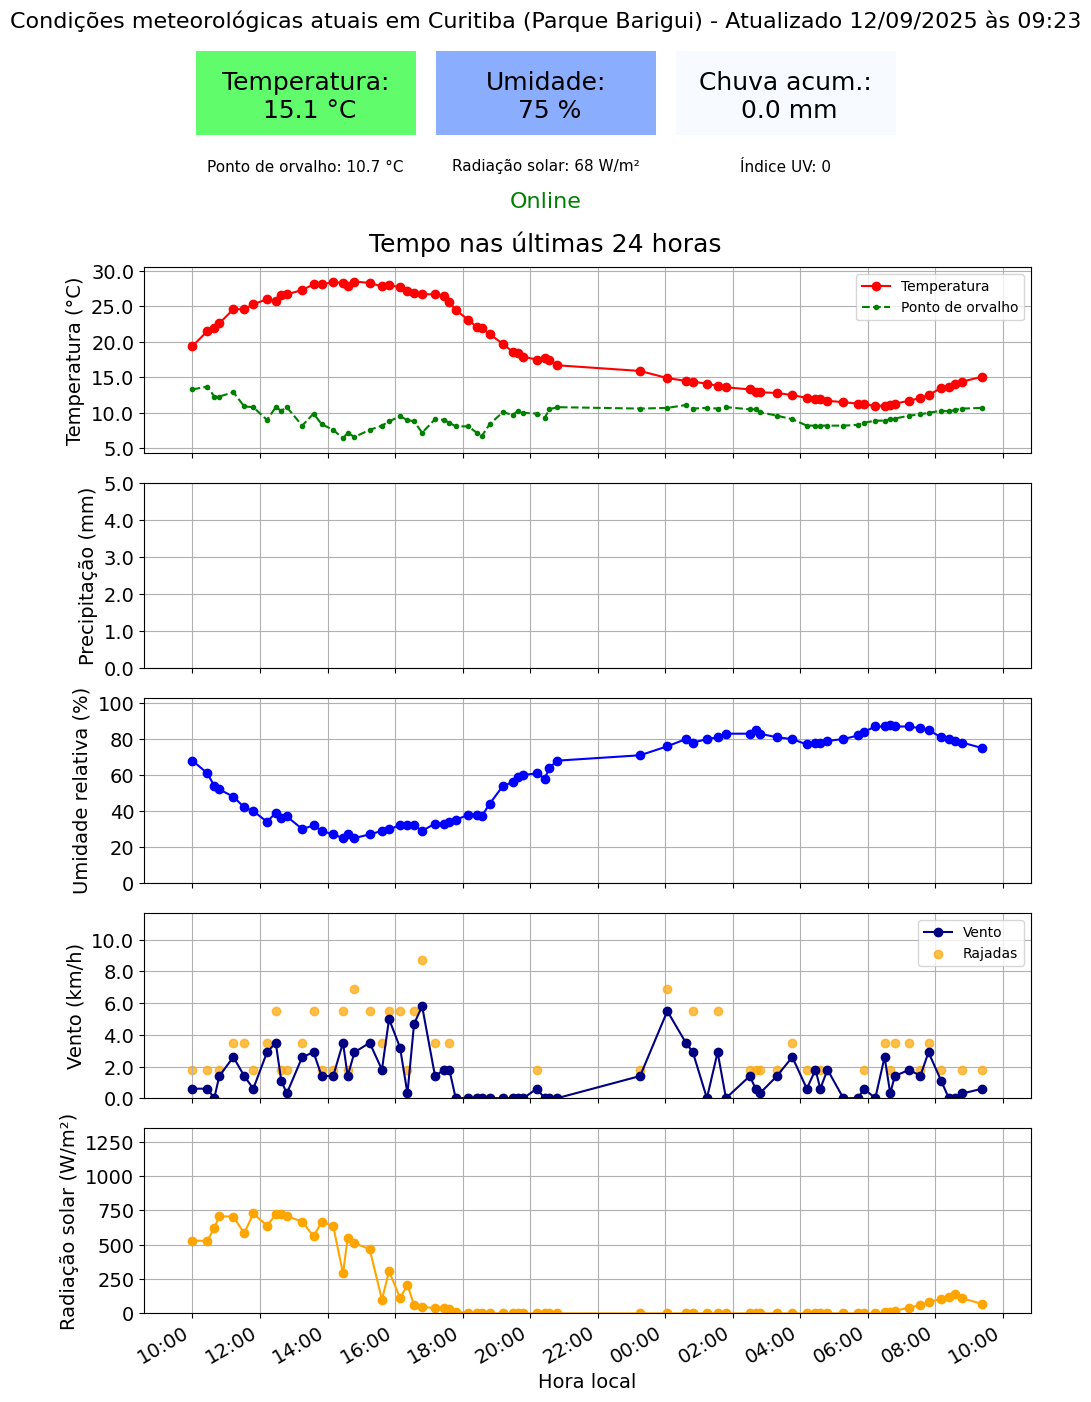 Condições meteorológicas atuais em Curitiba (Parque Barigui) - Atualizado 12/09/2025 às 09:23
Temperatura:
15.1 °C
Umidade:
75 %
Chuva acum.:
0.0 mm
Ponto de orvalho: 10.7 °C
Radiação solar: 68 W/m²
Índice UV: 0
Online
Tempo nas últimas 24 horas
Temperatura (°C)
30.0
25.0
20.0
15.0
10.0
5.0
Temperatura
Ponto de orvalho
Precipitação (mm)
5.0
4.0
3.0
2.0
1.0
0.0
Umidade relativa (%)
100
80
60
40
20
0
Vento (km/h)
10.0
8.0
6.0
4.0
2.0
0.0
Vento
Rajadas
Radiação solar (W/m²)
1250
1000
750
500
250
0
10:00
12:00
14:00
16:00
18:00
20:00
22:00
00:00
02:00
04:00
06:00
08:00
10:00
Hora local